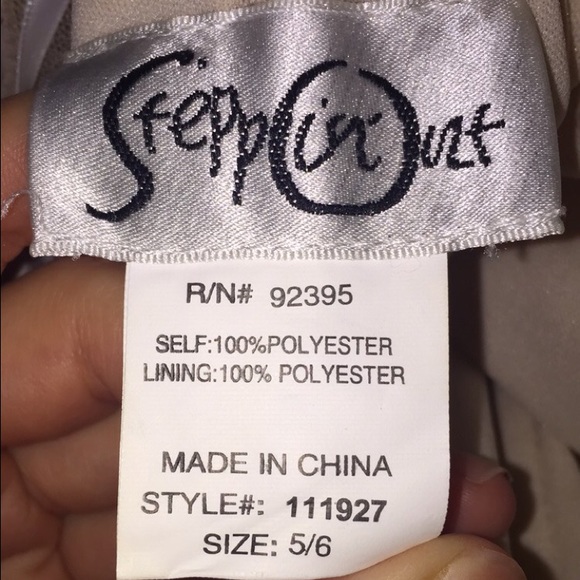 Steppin Out
R/N# 92395
SELF:100%POLYESTER
LINING:100% POLYESTER
MADE IN CHINA
STYLE#: 111927
SIZE: 5/6